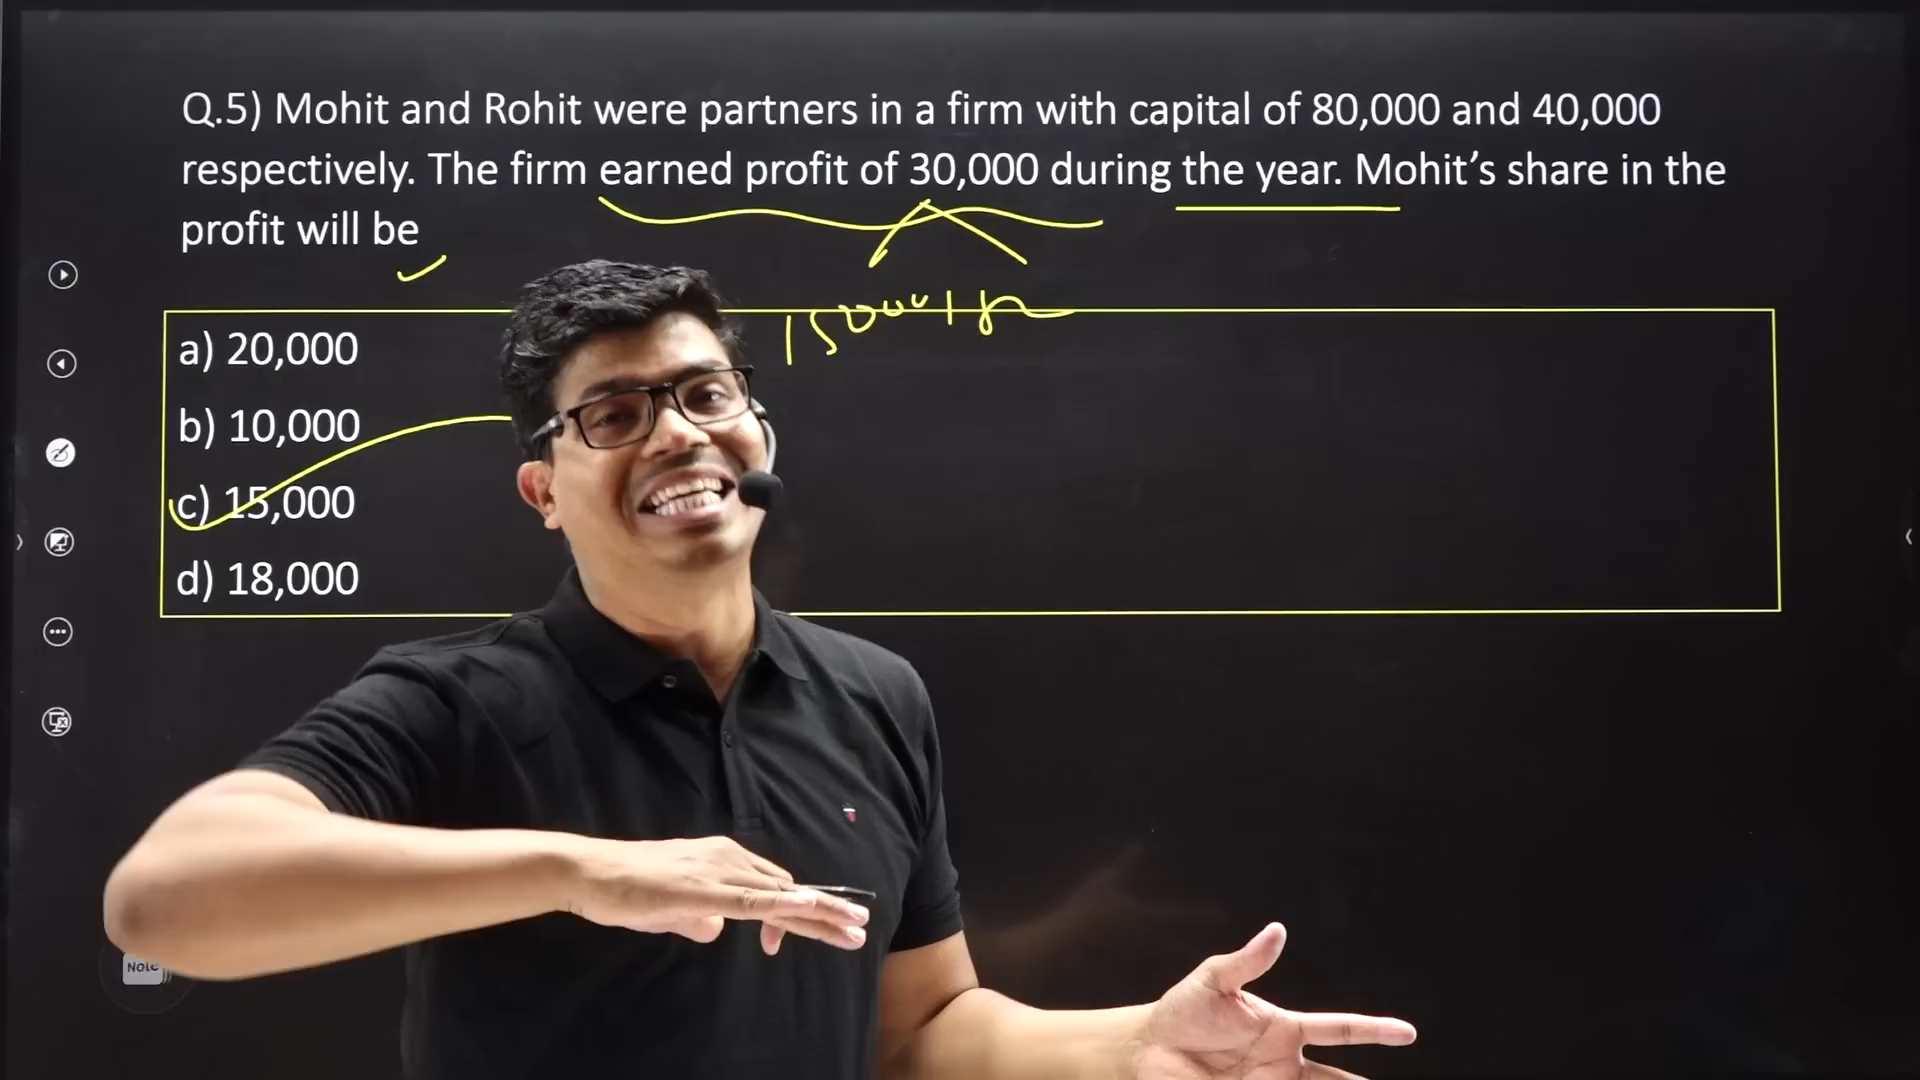 Q.5) Mohit and Rohit were partners in a firm with capital of 80,000 and 40,000
respectively. The firm earned profit of 30,000 during the year. Mohit’s share in the
profit will be
15000
a) 20,000
b) 10,000
c) 15,000
d) 18,000
Note